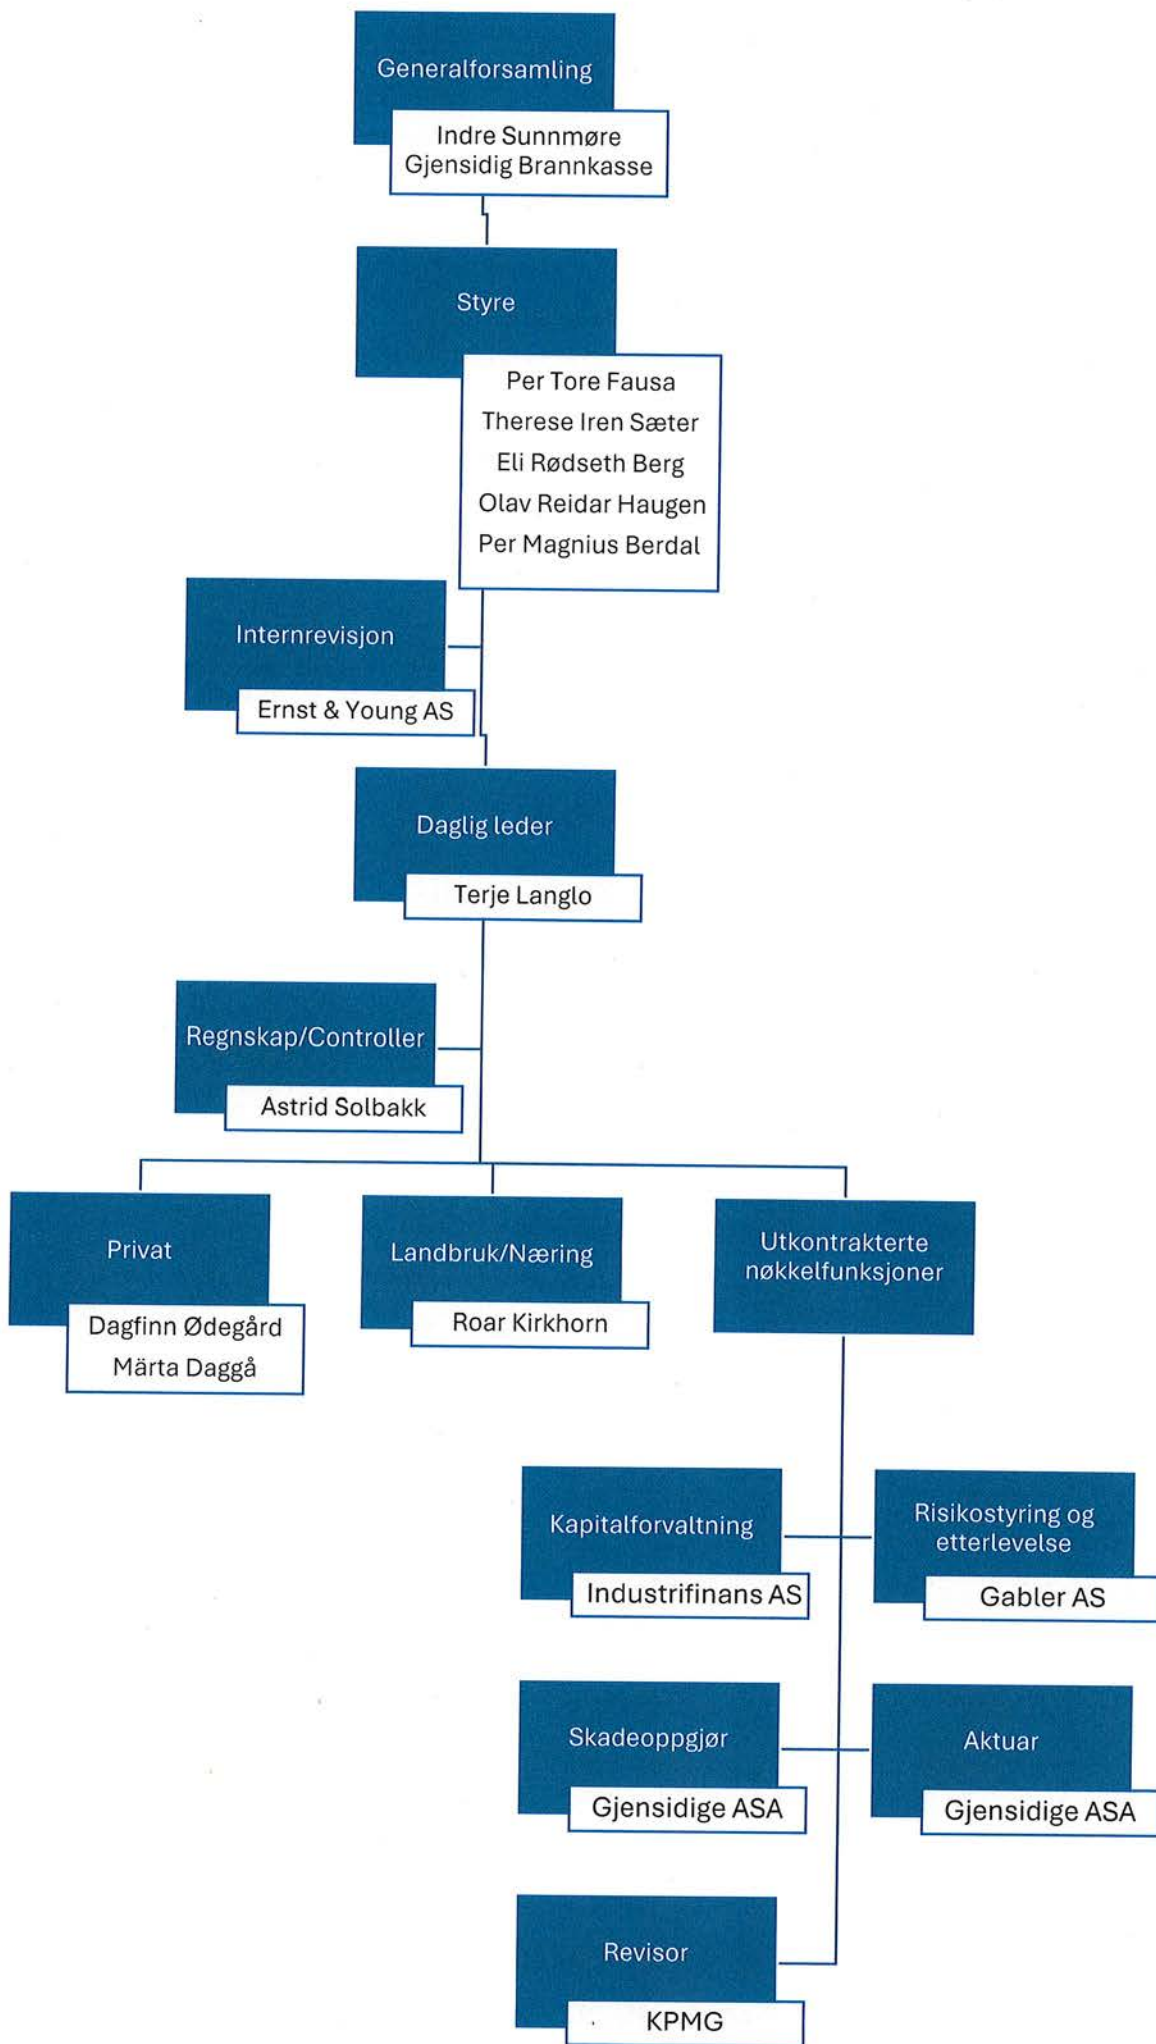 Generalforsamling
Indre Sunnmøre
Gjensidig Brannkasse
Styre
Per Tore Fausa
Therese Iren Sæter
Eli Rødseth Berg
Olav Reidar Haugen
Per Magnius Berdal
Internrevisjon
Ernst & Young AS
Daglig leder
Terje Langlo
Regnskap/Controller
Astrid Solbakk
Privat
Dagfinn Ødegård
Märta Daggå
Landbruk/Næring
Roar Kirkhorn
Utkontrakterte
nøkkelfunksjoner
Kapitalforvaltning
Industrifinans AS
Risikostyring og
etterlevelse
Gabler AS
Skadeoppgjør
Gjensidige ASA
Aktuar
Gjensidige ASA
Revisor
KPMG